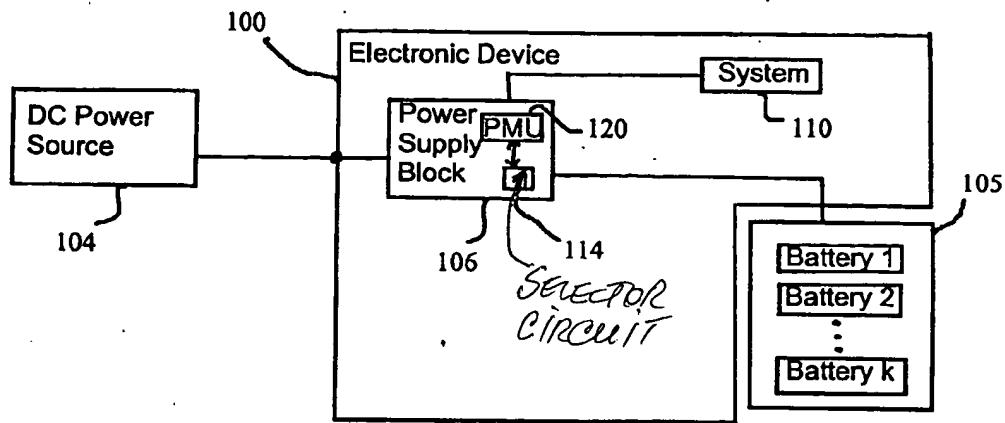 100
Electronic Device
System
110
DC Power
Source
104
Power
Supply
Block
PMU
120
106
114
SELECTOR
CIRCUIT
105
Battery 1
Battery 2
Battery k